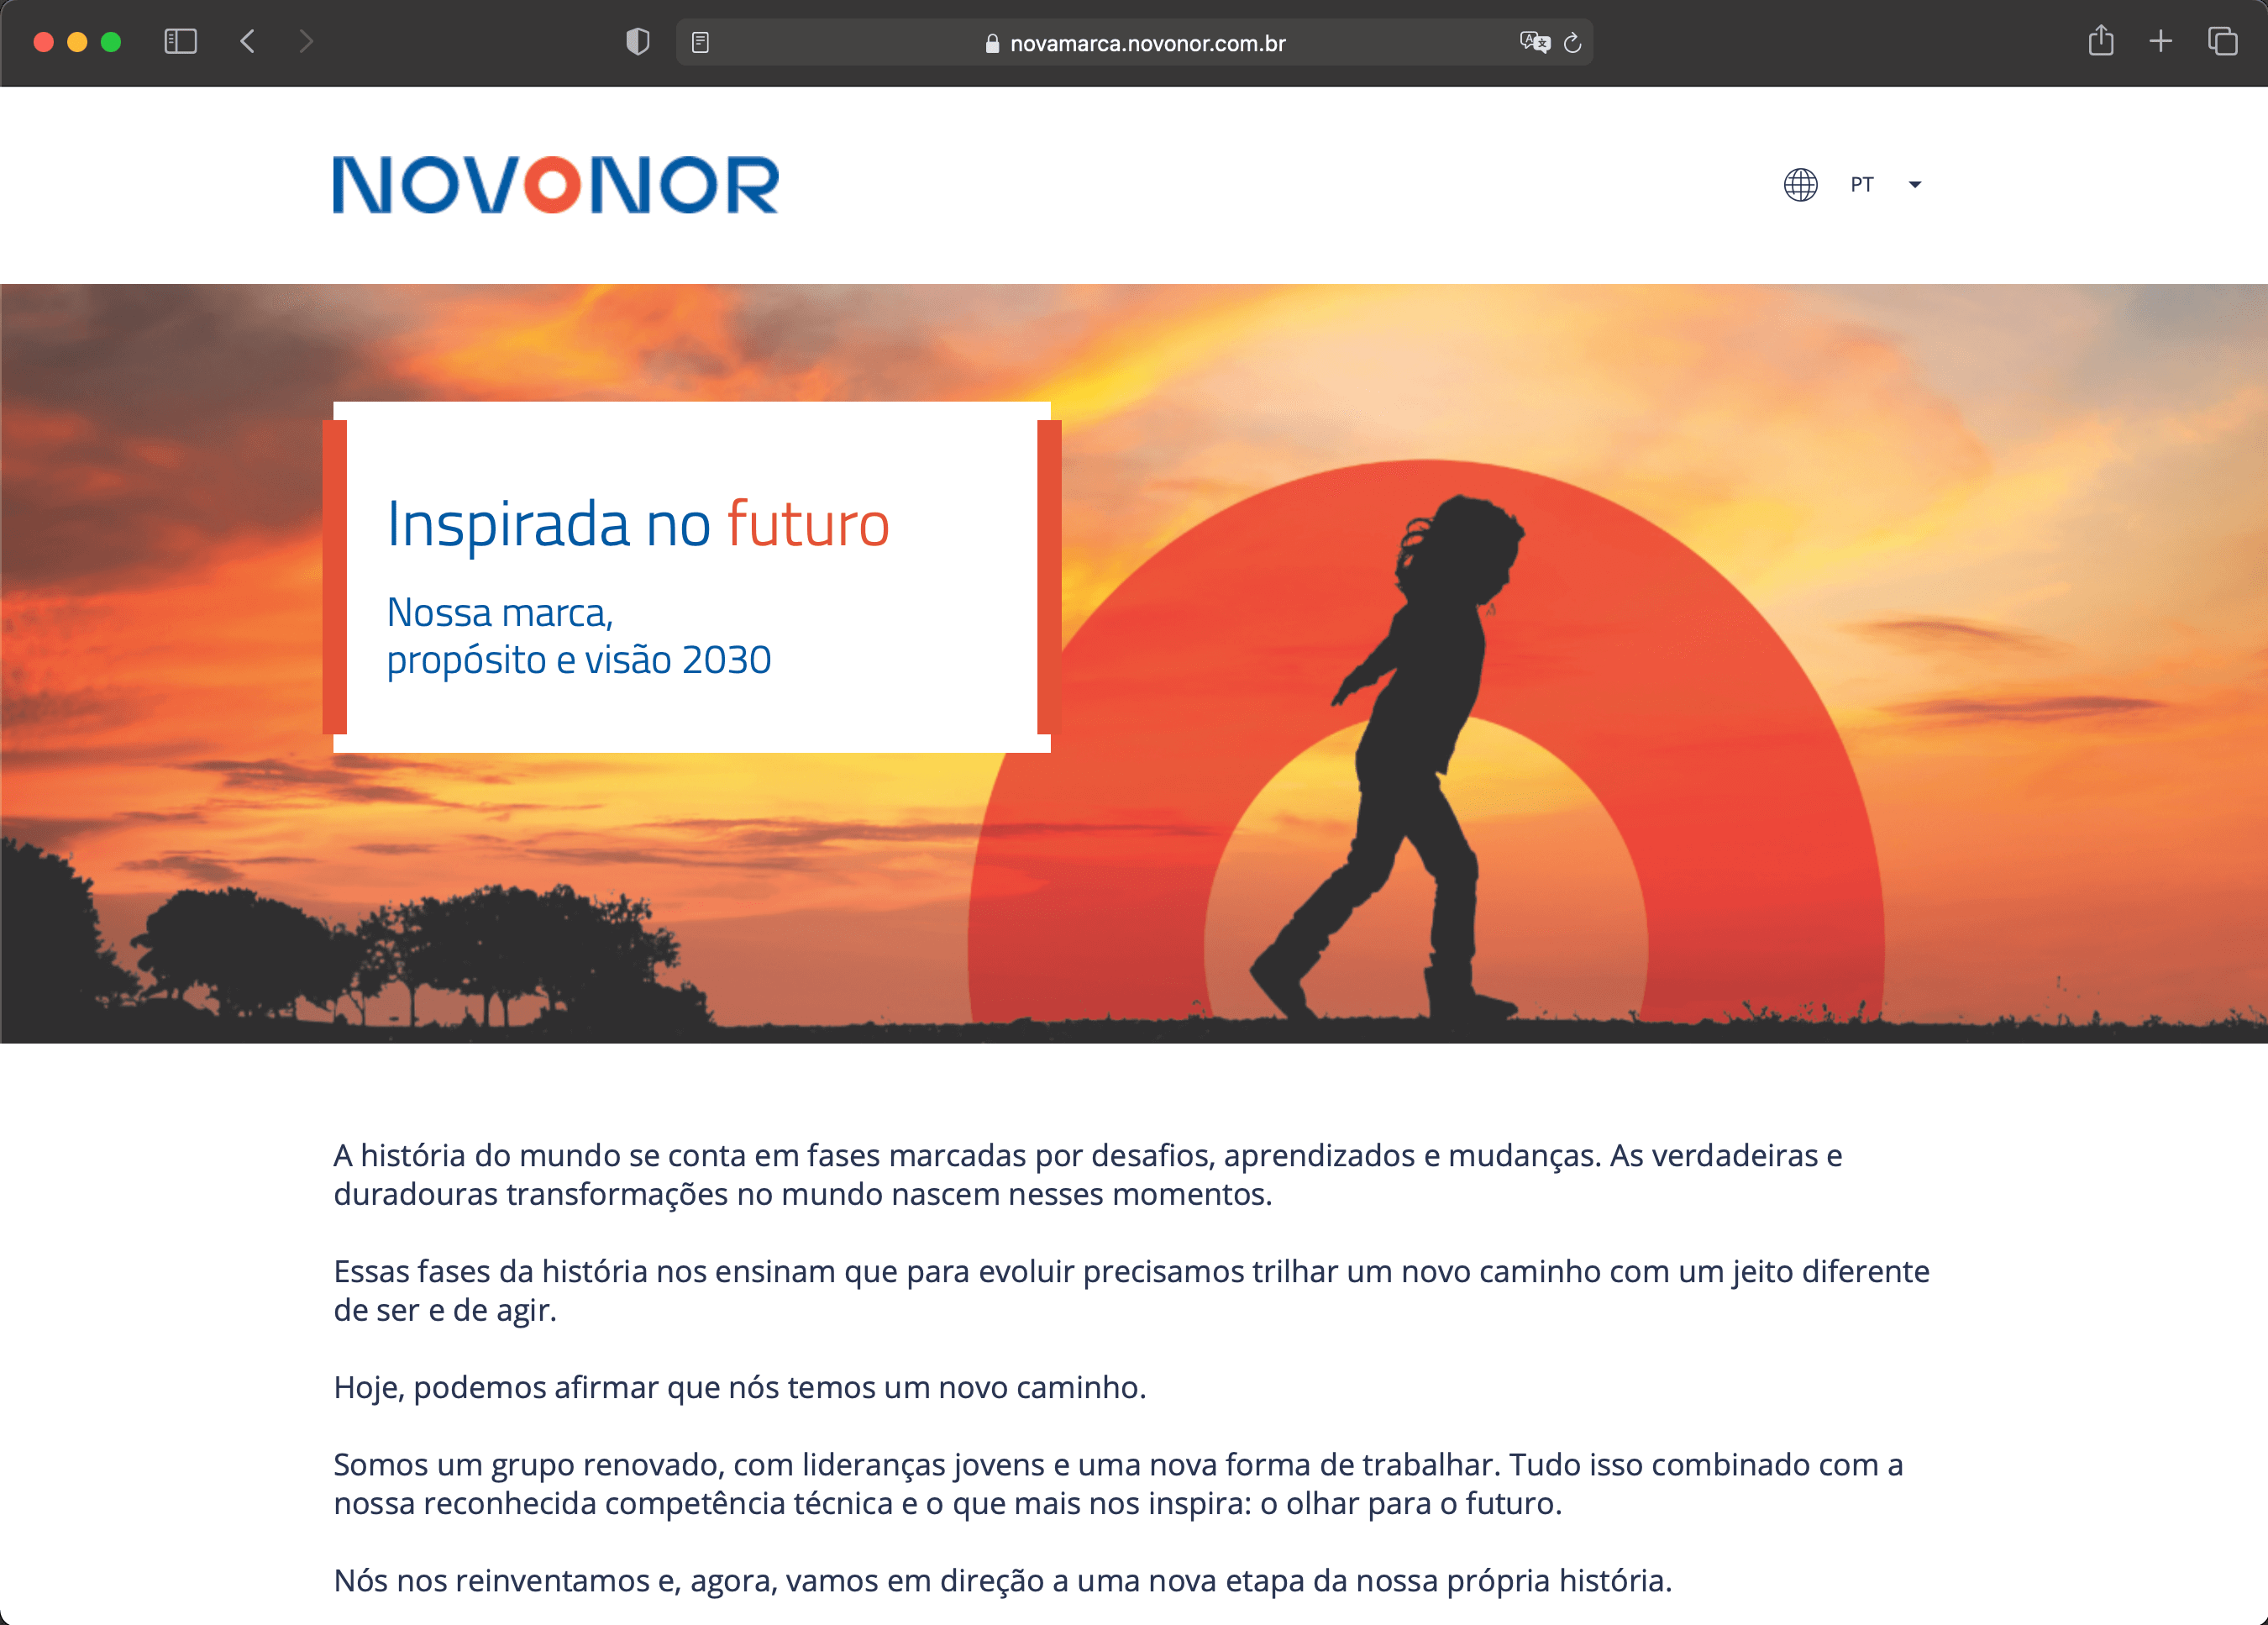 novamarca.novonor.com.br
NOVONOR
PT
Inspirada no futuro
Nossa marca,
propósito e visão 2030
A história do mundo se conta em fases marcadas por desafios, aprendizados e mudanças. As verdadeiras e
duradouras transformações no mundo nascem nesses momentos.
Essas fases da história nos ensinam que para evoluir precisamos trilhar um novo caminho com um jeito diferente
de ser e de agir.
Hoje, podemos afirmar que nós temos um novo caminho.
Somos um grupo renovado, com lideranças jovens e uma nova forma de trabalhar. Tudo isso combinado com a
nossa reconhecida competência técnica e o que mais nos inspira: o olhar para o futuro.
Nós nos reinventamos e, agora, vamos em direção a uma nova etapa da nossa própria história.